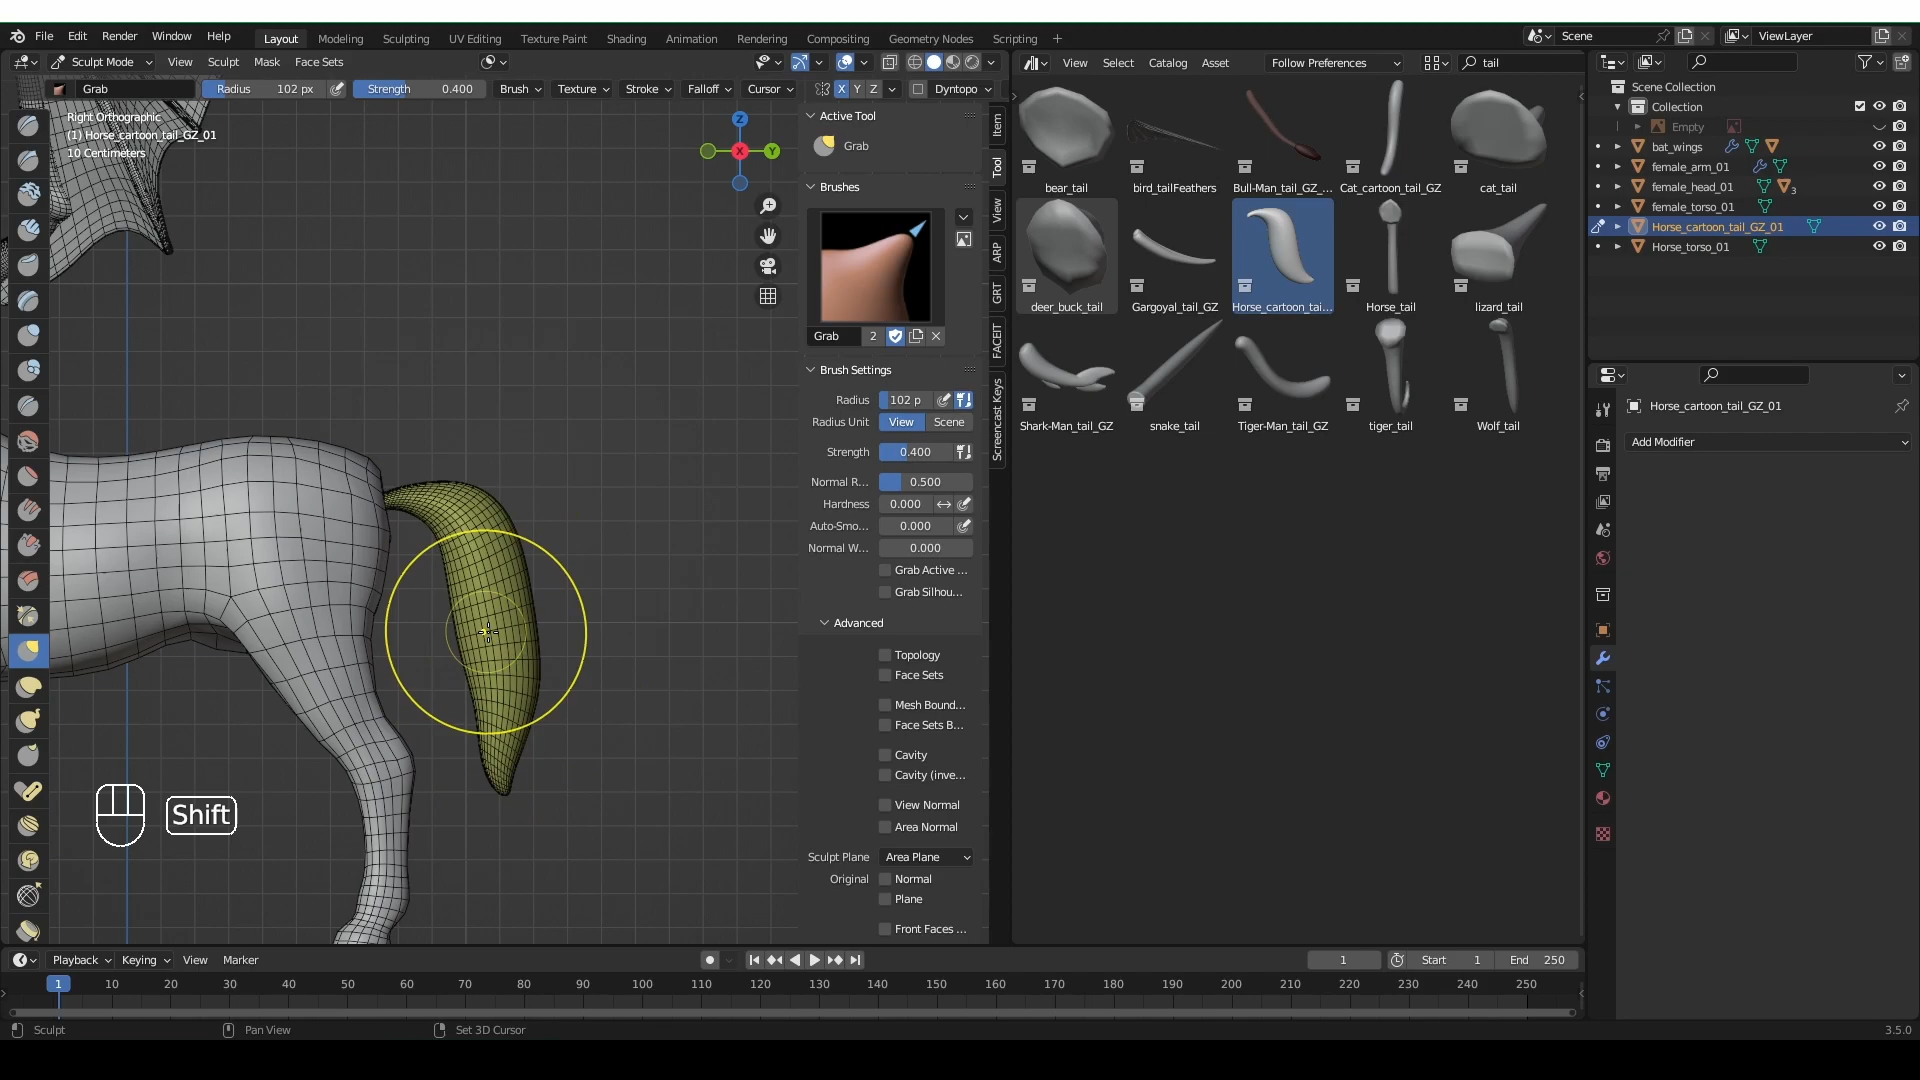 File Edit Render Window Help Layout Modeling Sculpting UV Editing Texture Paint Shading Animation Rendering Compositing Geometry Nodes Scripting + Scene ViewLayer
Sculpt Mode View Sculpt Mask Face Sets View Select Catalog Asset Follow Preferences tail
Grab Radius 102 px Strength 0.400 Brush Texture Stroke Falloff Cursor X Y Z Dyntopo
Right Orthographic
(1) Horse_cartoon_tail_GZ_01
10 Centimeters
Z
X
Y
Active Tool
Grab
Brushes
Grab 2
Brush Settings
Radius 102 p
Radius Unit View Scene
Strength 0.400
Normal R... 0.500
Hardness 0.000
Auto-Smo... 0.000
Normal W... 0.000
Grab Active ...
Grab Silhou...
Advanced
Topology
Face Sets
Mesh Bound...
Face Sets B...
Cavity
Cavity (inve...
View Normal
Area Normal
Sculpt Plane Area Plane
Original Normal
Plane
Front Faces ...
Item
Tool
View
ARP
GRT
FACEIT
Screencast Keys
bear_tail bird_tailFeathers Bull-Man_tail_GZ_... Cat_cartoon_tail_GZ cat_tail
deer_buck_tail Gargoyal_tail_GZ Horse_cartoon_tai... Horse_tail lizard_tail
Shark-Man_tail_GZ snake_tail Tiger-Man_tail_GZ tiger_tail Wolf_tail
Scene Collection
Collection
Empty
bat_wings
female_arm_01
female_head_01 3
female_torso_01
Horse_cartoon_tail_GZ_01
Horse_torso_01
Horse_cartoon_tail_GZ_01
Add Modifier
Shift
Playback Keying View Marker 1 Start 1 End 250
1 10 20 30 40 50 60 70 80 90 100 110 120 130 140 150 160 170 180 190 200 210 220 230 240 250
Sculpt Pan View Set 3D Cursor 3.5.0